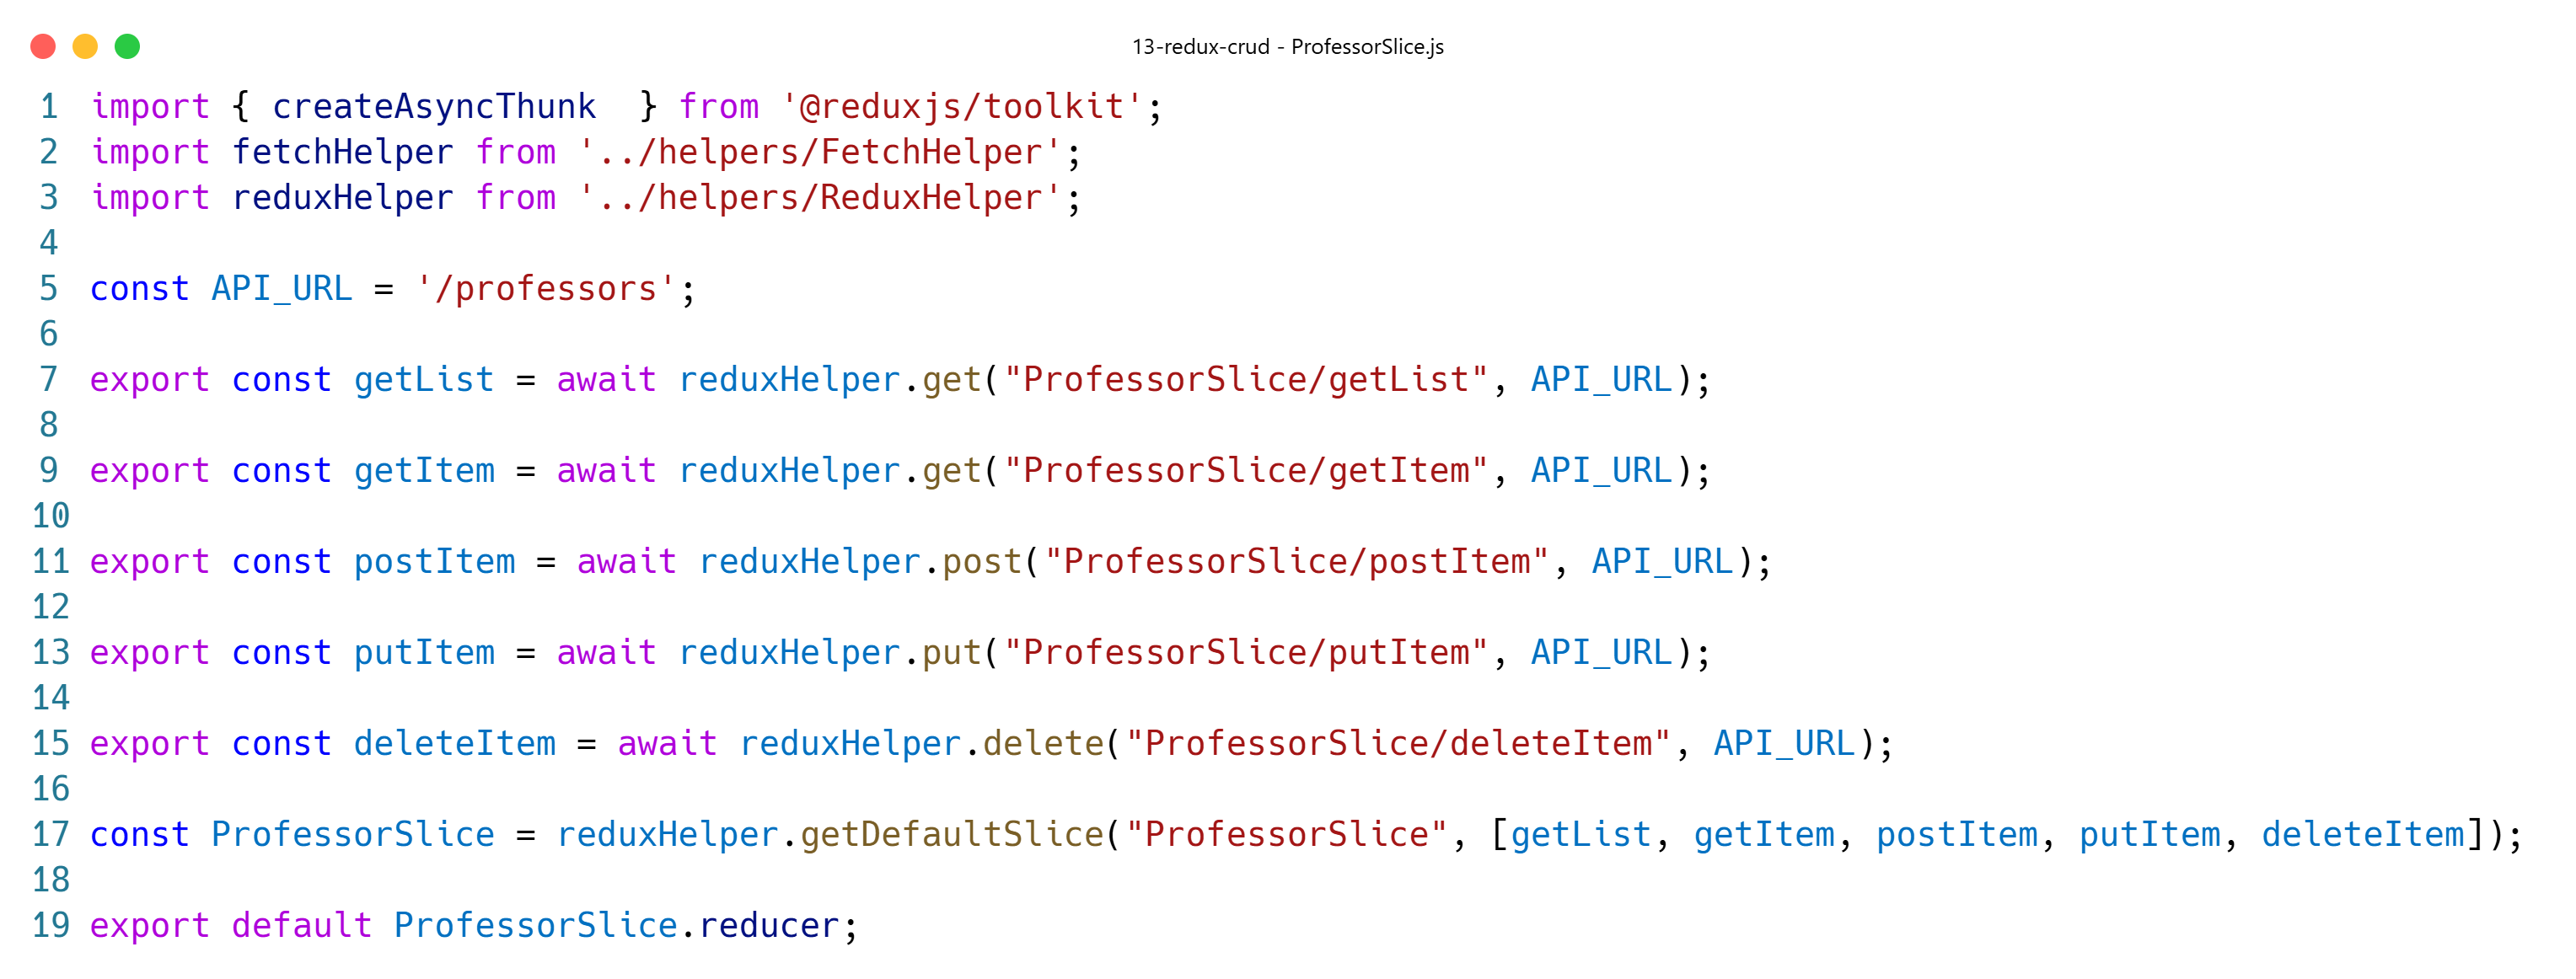 13-redux-crud - ProfessorSlice.js
1 import { createAsyncThunk  } from '@reduxjs/toolkit';
2 import fetchHelper from '../helpers/FetchHelper';
3 import reduxHelper from '../helpers/ReduxHelper';
4
5 const API_URL = '/professors';
6
7 export const getList = await reduxHelper.get("ProfessorSlice/getList", API_URL);
8
9 export const getItem = await reduxHelper.get("ProfessorSlice/getItem", API_URL);
10
11 export const postItem = await reduxHelper.post("ProfessorSlice/postItem", API_URL);
12
13 export const putItem = await reduxHelper.put("ProfessorSlice/putItem", API_URL);
14
15 export const deleteItem = await reduxHelper.delete("ProfessorSlice/deleteItem", API_URL);
16
17 const ProfessorSlice = reduxHelper.getDefaultSlice("ProfessorSlice", [getList, getItem, postItem, putItem, deleteItem]);
18
19 export default ProfessorSlice.reducer;